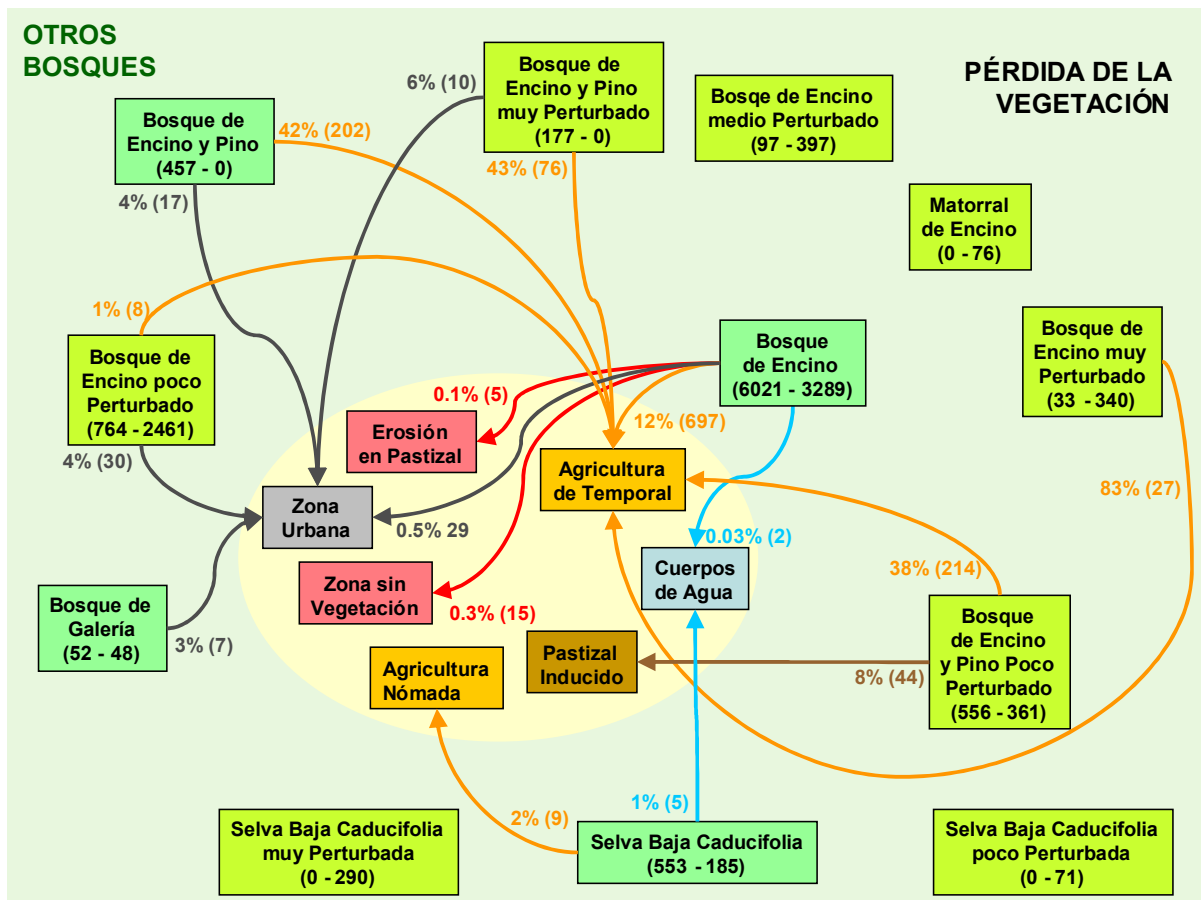 OTROS
BOSQUES
PÉRDIDA DE LA
VEGETACIÓN
Bosque de
Encino y Pino
(457 - 0)
42% (202)
4% (17)
6% (10)
Bosque de
Encino y Pino
muy Perturbado
(177 - 0)
43% (76)
Bosqe de Encino
medio Perturbado
(97 - 397)
Matorral
de Encino
(0 - 76)
1% (8)
Bosque de
Encino poco
Perturbado
(764 - 2461)
4% (30)
Bosque
de Encino
(6021 - 3289)
Bosque de
Encino muy
Perturbado
(33 - 340)
0.1% (5)
12% (697)
Erosión
en Pastizal
Agricultura
de Temporal
83% (27)
Zona
Urbana
0.5% 29
0.03% (2)
Cuerpos
de Agua
38% (214)
Zona sin
Vegetación
0.3% (15)
Bosque de
Galería
(52 - 48)
3% (7)
Bosque
de Encino
y Pino Poco
Perturbado
(556 - 361)
Pastizal
Inducido
8% (44)
Agricultura
Nómada
2% (9)
1% (5)
Selva Baja Caducifolia
muy Perturbada
(0 - 290)
Selva Baja Caducifolia
(553 - 185)
Selva Baja Caducifolia
poco Perturbada
(0 - 71)